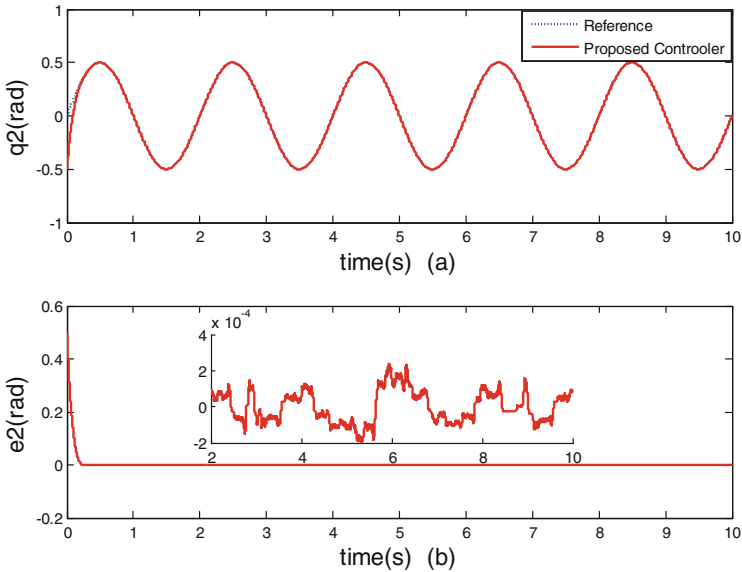 1
Reference
Proposed Controoler
0.5
q2(rad)
0
-0.5
-1
0 1 2 3 4 5 6 7 8 9 10
time(s) (a)
0.6
x 10-4
4
0.4
2
e2(rad)
0.2
0
-2
2 4 6 8 10
0
-0.2
0 1 2 3 4 5 6 7 8 9 10
time(s) (b)